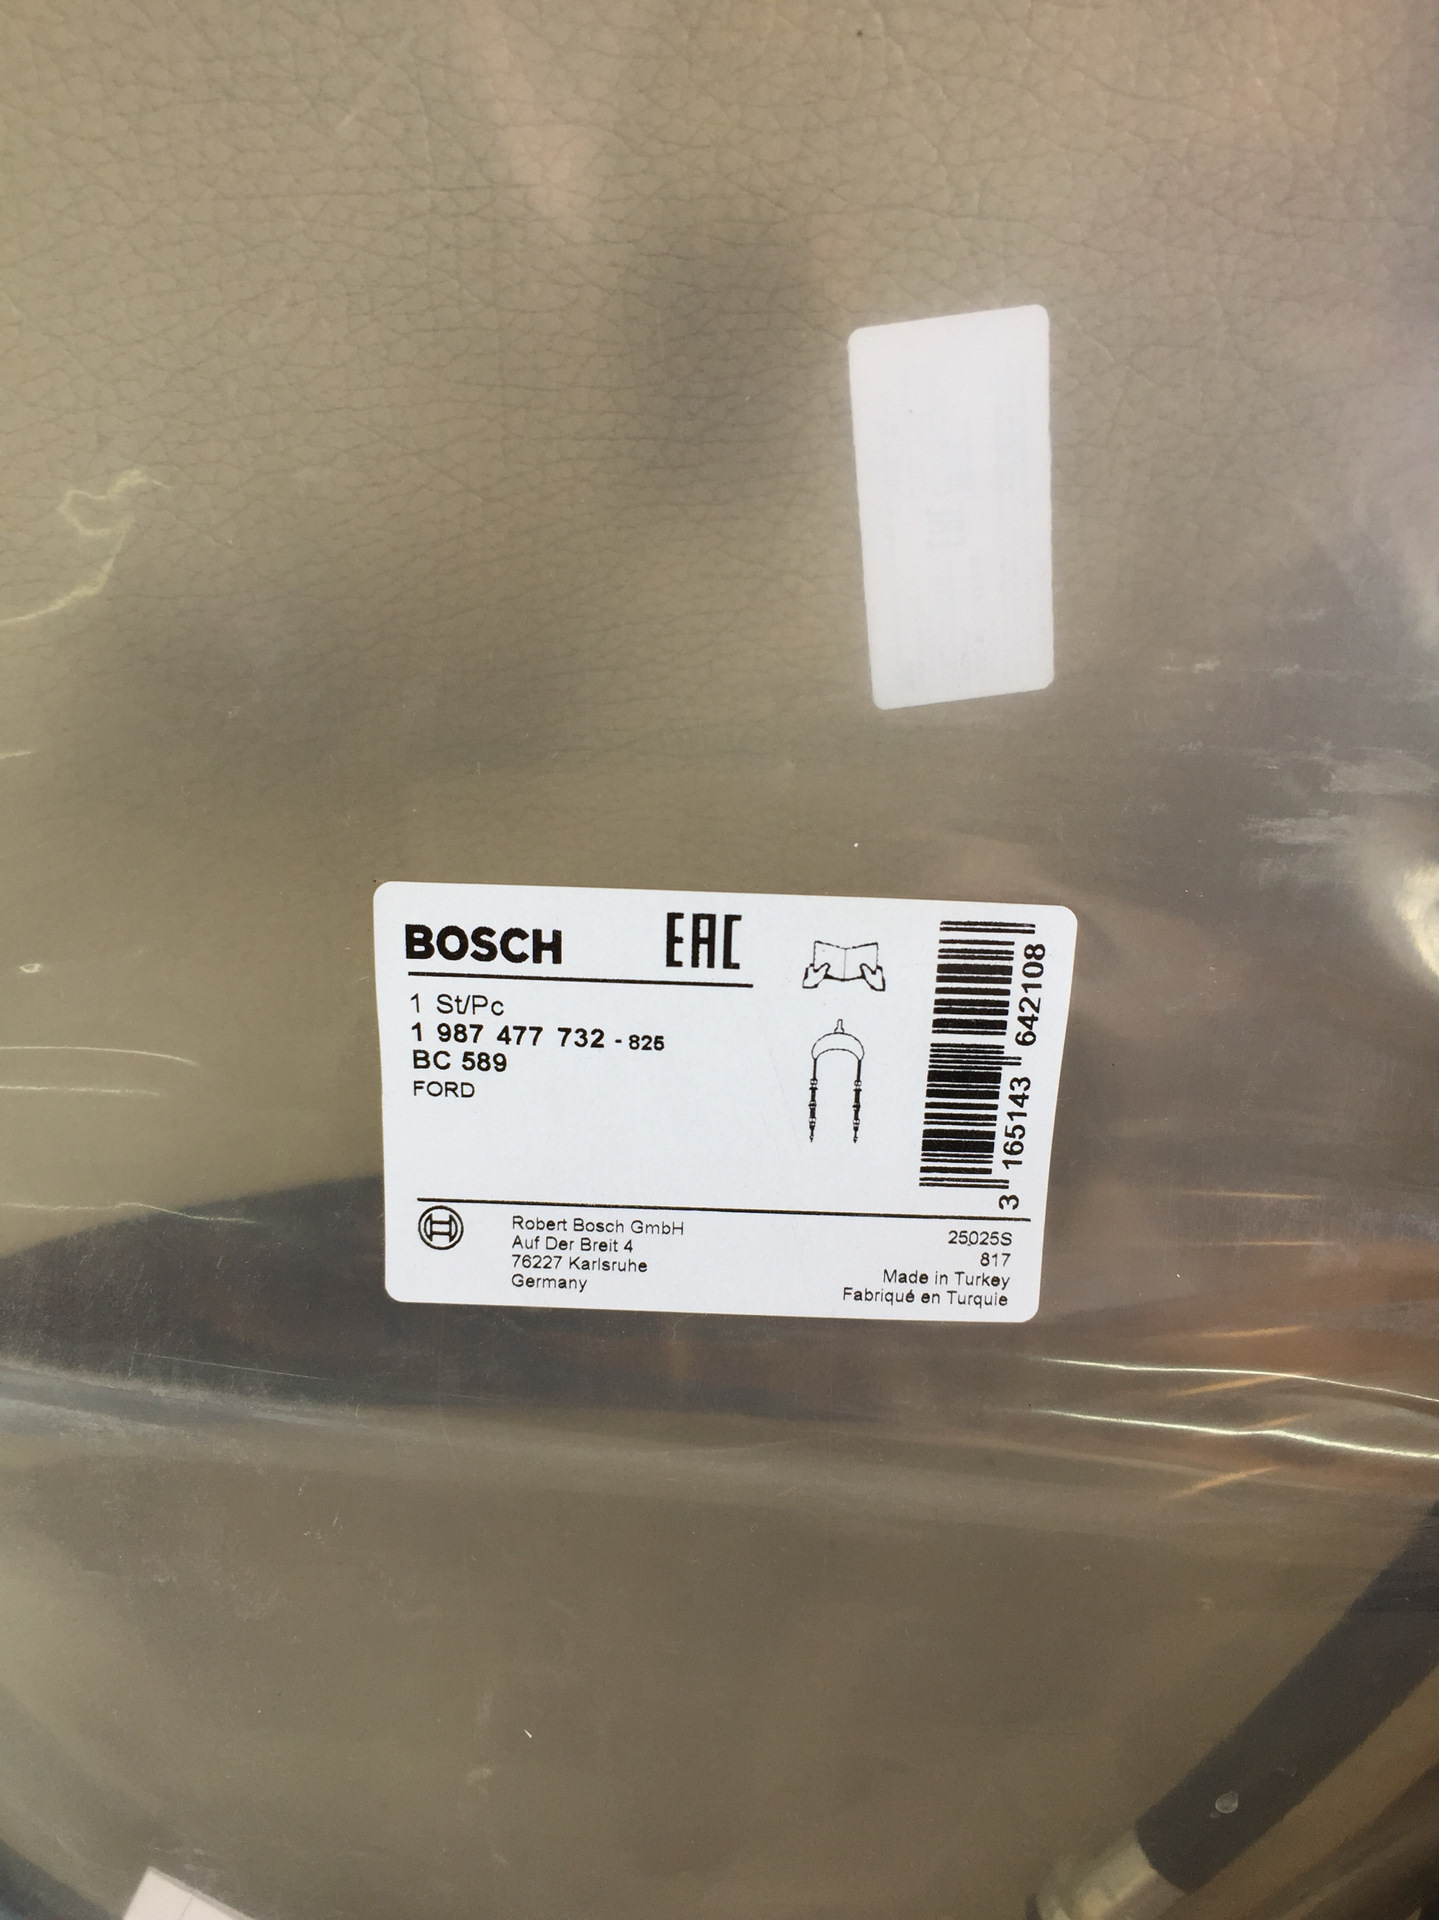 BOSCH EAC
1 St/Pc
1 987 477 732 - 825
BC 589
FORD
3 165143 642108
Robert Bosch GmbH
Auf Der Breit 4
76227 Karlsruhe
Germany
25025S
817
Made in Turkey
Fabriqué en Turquie